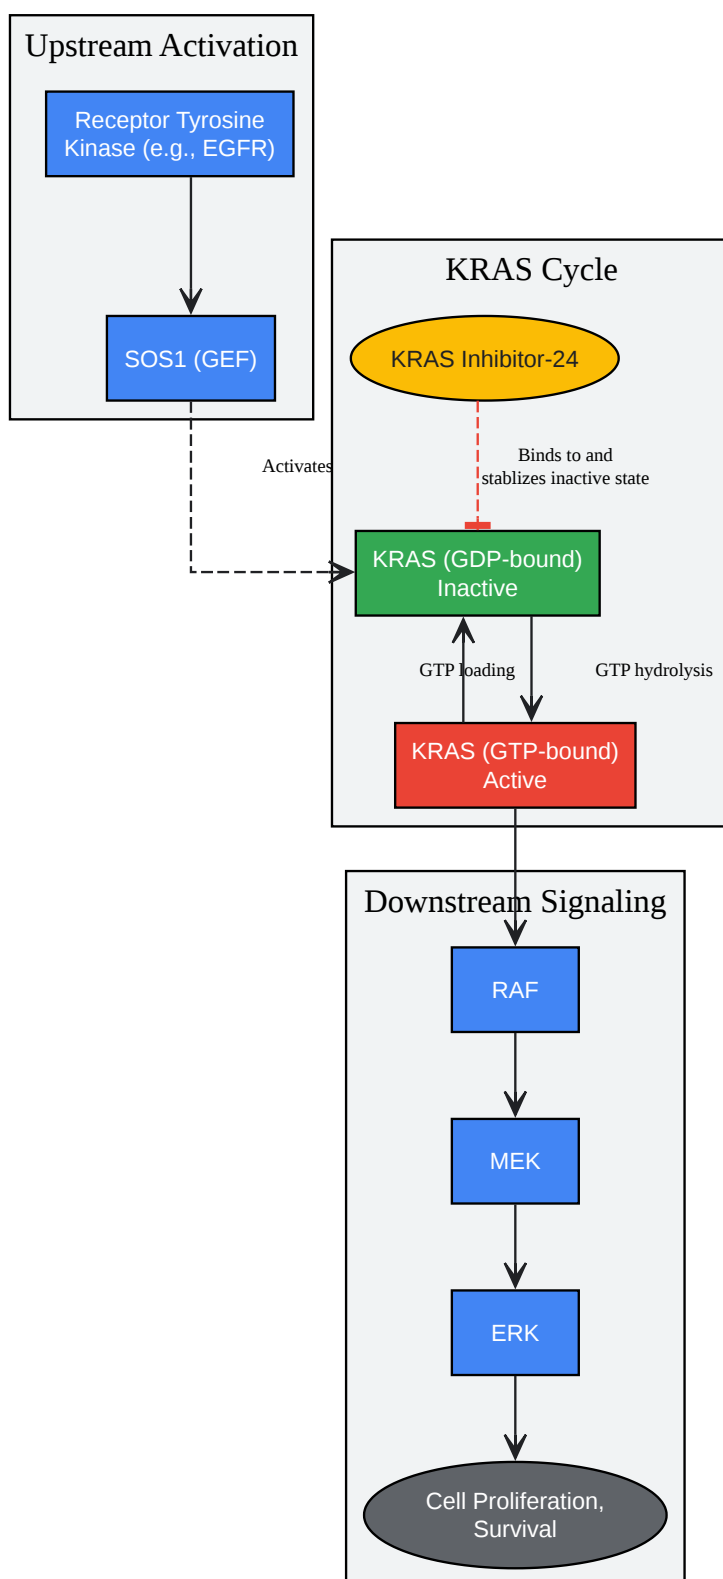 Upstream Activation
Receptor Tyrosine
Kinase (e.g., EGFR)
SOS1 (GEF)
Activates
KRAS Cycle
KRAS Inhibitor-24
Binds to and
stablizes inactive state
KRAS (GDP-bound)
Inactive
GTP loading
GTP hydrolysis
KRAS (GTP-bound)
Active
Downstream Signaling
RAF
MEK
ERK
Cell Proliferation,
Survival